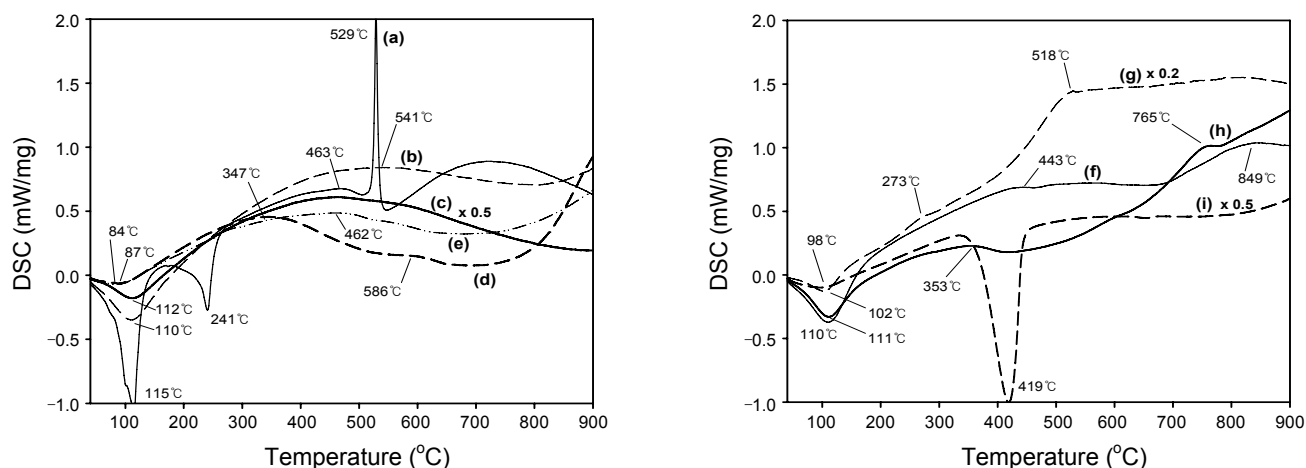 DSC (mW/mg)
2.0
1.5
1.0
0.5
0.0
−0.5
−1.0
529℃
(a)
541℃
463℃
(b)
347℃
(c) x 0.5
84℃
87℃
462℃
(e)
(d)
586℃
112℃
110℃
241℃
115℃
100 200 300 400 500 600 700 800 900
Temperature (°C)
DSC (mW/mg)
2.0
1.5
1.0
0.5
0.0
−0.5
−1.0
518℃
(g) x 0.2
765℃
(h)
443℃
(f)
849℃
273℃
(i) x 0.5
98℃
353℃
102℃
110℃
111℃
419℃
100 200 300 400 500 600 700 800 900
Temperature (°C)